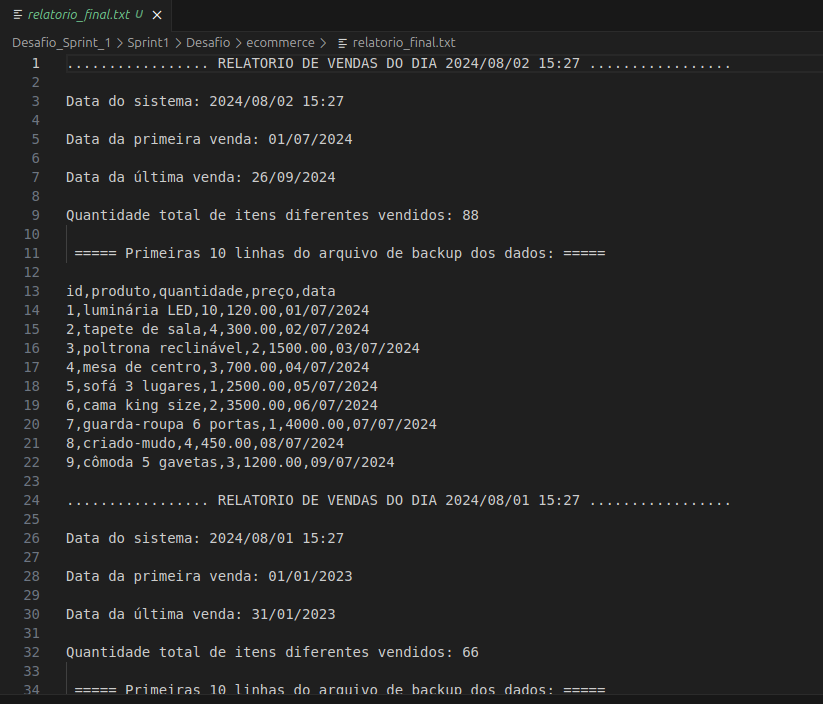 relatorio_final.txt U
Desafio_Sprint_1 > Sprint1 > Desafio > ecommerce > relatorio_final.txt
1 ................. RELATORIO DE VENDAS DO DIA 2024/08/02 15:27 .................
2
3 Data do sistema: 2024/08/02 15:27
4
5 Data da primeira venda: 01/07/2024
6
7 Data da última venda: 26/09/2024
8
9 Quantidade total de itens diferentes vendidos: 88
10
11 ===== Primeiras 10 linhas do arquivo de backup dos dados: =====
12
13 id,produto,quantidade,preço,data
14 1,luminária LED,10,120.00,01/07/2024
15 2,tapete de sala,4,300.00,02/07/2024
16 3,poltrona reclinável,2,1500.00,03/07/2024
17 4,mesa de centro,3,700.00,04/07/2024
18 5,sofá 3 lugares,1,2500.00,05/07/2024
19 6,cama king size,2,3500.00,06/07/2024
20 7,guarda-roupa 6 portas,1,4000.00,07/07/2024
21 8,criado-mudo,4,450.00,08/07/2024
22 9,cômoda 5 gavetas,3,1200.00,09/07/2024
23
24 ................. RELATORIO DE VENDAS DO DIA 2024/08/01 15:27 .................
25
26 Data do sistema: 2024/08/01 15:27
27
28 Data da primeira venda: 01/01/2023
29
30 Data da última venda: 31/01/2023
31
32 Quantidade total de itens diferentes vendidos: 66
33
34 ===== Primeiras 10 linhas do arquivo de backup dos dados: =====